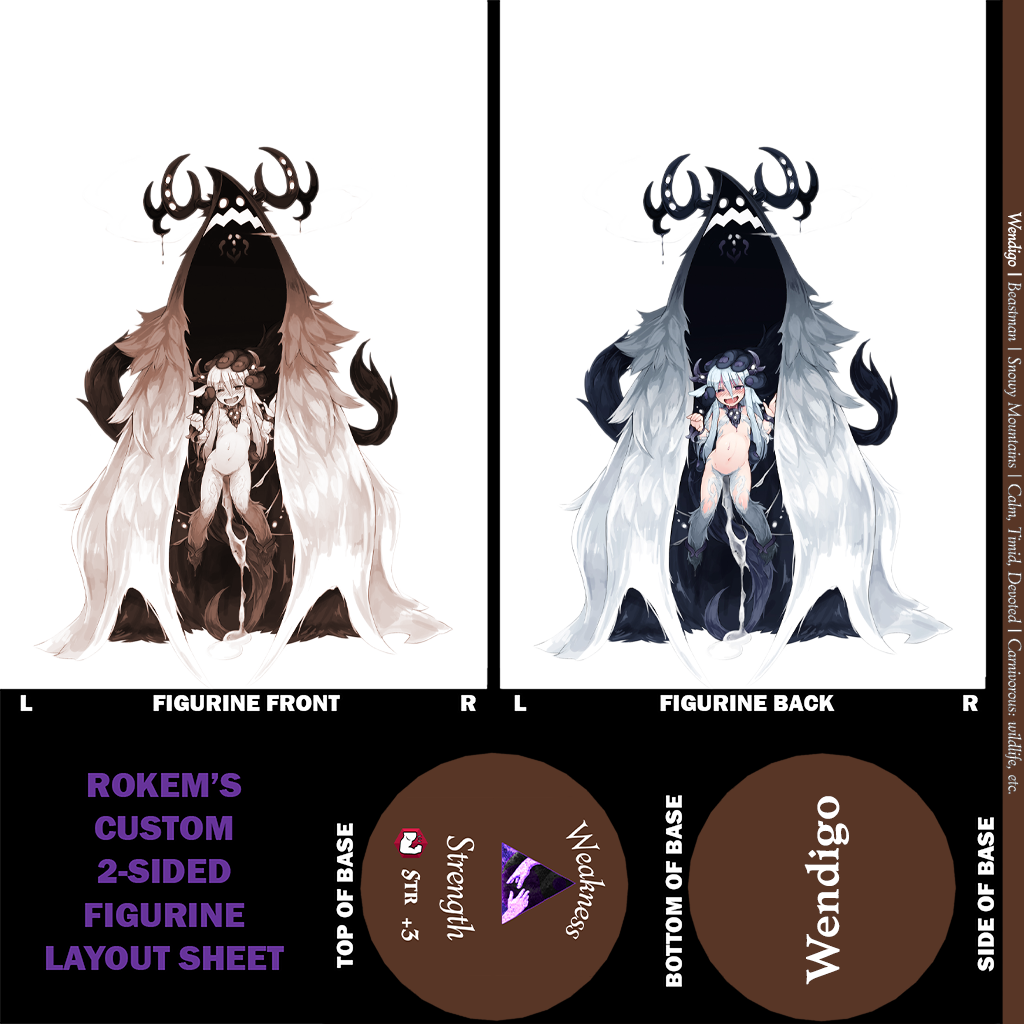 L
FIGURINE FRONT
R
L
FIGURINE BACK
R
ROKEM'S
CUSTOM
2-SIDED
FIGURINE
LAYOUT SHEET
TOP OF BASE
STR +3
Strength
Weakness
BOTTOM OF BASE
Wendigo
SIDE OF BASE
Wendigo | Beastman | Snowy Mountains | Calm, Timid, Devoted | Carnivorous: wildlife, etc.